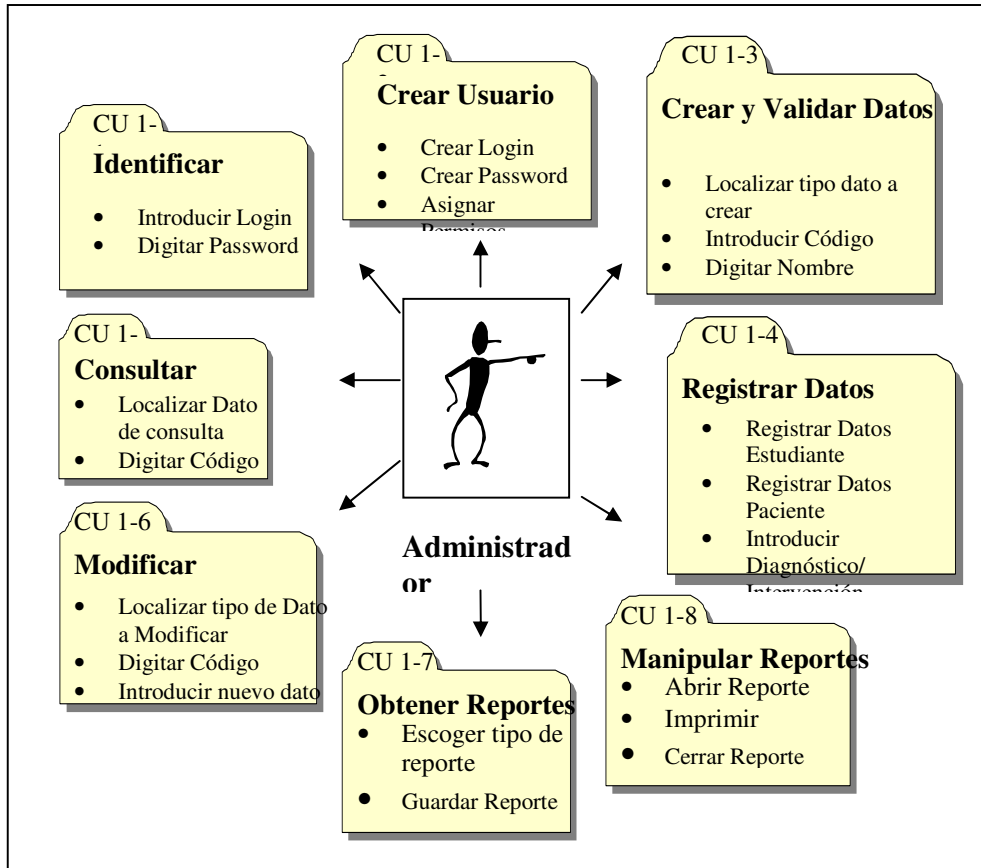 CU 1-
Identificar
• Introducir Login
• Digitar Password
CU 1-
Crear Usuario
• Crear Login
• Crear Password
• Asignar
Permisos
CU 1-3
Crear y Validar Datos
• Localizar tipo dato a
crear
• Introducir Código
• Digitar Nombre
CU 1-
Consultar
• Localizar Dato
de consulta
• Digitar Código
CU 1-4
Registrar Datos
• Registrar Datos
Estudiante
• Registrar Datos
Paciente
• Introducir
Diagnóstico/
Intervención
Administrad
or
CU 1-6
Modificar
• Localizar tipo de Dato
a Modificar
• Digitar Código
• Introducir nuevo dato
CU 1-7
Obtener Reportes
• Escoger tipo de
reporte
• Guardar Reporte
CU 1-8
Manipular Reportes
• Abrir Reporte
• Imprimir
• Cerrar Reporte